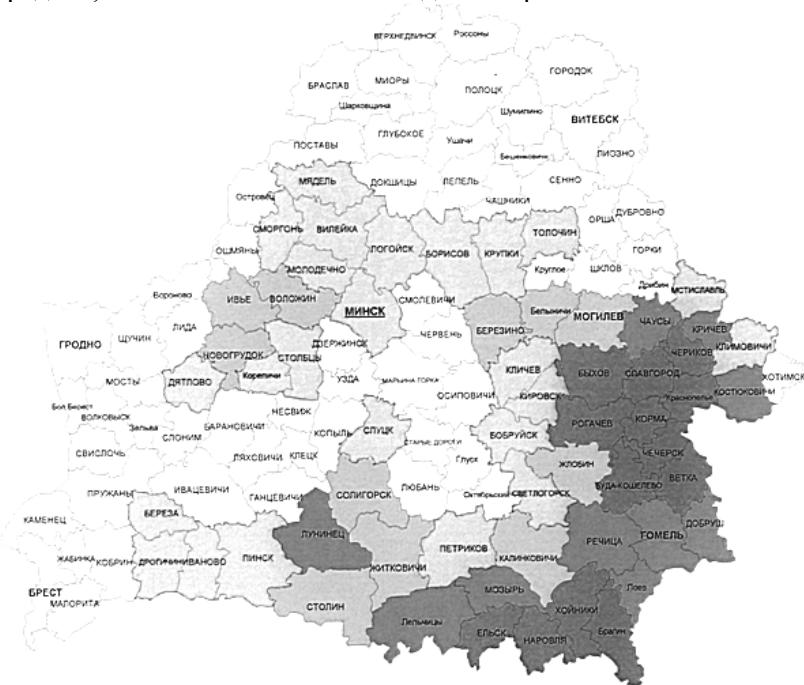 ВЕРХНЕДВИНСК
Россоны
БРАСЛАВ
МИОРЫ
ПОЛОЦК
ГОРОДОК
Шарковщина
Шумилино
ВИТЕБСК
ПОСТАВЫ
ГЛУБОКОЕ
Ушачи
Бешенковичи
ЛИОЗНО
МЯДЕЛЬ
ДОКШИЦЫ
ЛЕПЕЛЬ
СЕННО
Островец
ЧАШНИКИ
СМОРГОНЬ
ВИЛЕЙКА
ЛОГОЙСК
БОРИСОВ
КРУПКИ
ТОЛОЧИН
ОРША
ДУБРОВНО
ОШМЯНЫ
ГОРКИ
МОЛОДЕЧНО
Круглое
ШКЛОВ
Дрибин
МСТИСЛАВЛЬ
Вороново
ИВЬЕ
ВОЛОЖИН
МИНСК
СМОЛЕВИЧИ
БЕРЕЗИНО
Белыничи
МОГИЛЕВ
ЧАУСЫ
КРИЧЕВ
ГРОДНО
ЩУЧИН
ЛИДА
ЧЕРВЕНЬ
ЧЕРИКОВ
КЛИМОВИЧИ
НОВОГРУДОК
СТОЛБЦЫ
ДЗЕРЖИНСК
ХОТИМСК
МОСТЫ
ДЯТЛОВО
Кореличи
УЗДА
МАРЬИНА ГОРКА
КЛИЧЕВ
БЫХОВ
СЛАВГОРОД
КОСТЮКОВИЧИ
Краснополье
Бол.Берест
ВОЛКОВЫСК
ОСИПОВИЧИ
КИРОВСК
Зельва
НЕСВИЖ
СЛОНИМ
БАРАНОВИЧИ
КОПЫЛЬ
СЛУЦК
СТАРЫЕ ДОРОГИ
БОБРУЙСК
РОГАЧЕВ
КОРМА
СВИСЛОЧЬ
ЛЯХОВИЧИ
КЛЕЦК
Глуск
ЖЛОБИН
ЧЕЧЕРСК
ПРУЖАНЫ
ИВАЦЕВИЧИ
ГАНЦЕВИЧИ
СОЛИГОРСК
ЛЮБАНЬ
Октябрьский
СВЕТЛОГОРСК
БУДА-КОШЕЛЕВО
ВЕТКА
КАМЕНЕЦ
БЕРЕЗА
ЛУНИНЕЦ
РЕЧИЦА
ГОМЕЛЬ
ДОБРУШ
ЖАБИНКА
КОБРИН
ДРОГИЧИН
ИВАНОВО
ПИНСК
ЖИТКОВИЧИ
ПЕТРИКОВ
КАЛИНКОВИЧИ
БРЕСТ
МАЛОРИТА
СТОЛИН
МОЗЫРЬ
Лоев
ХОЙНИКИ
Лельчицы
ЕЛЬСК
НАРОВЛЯ
Брагин